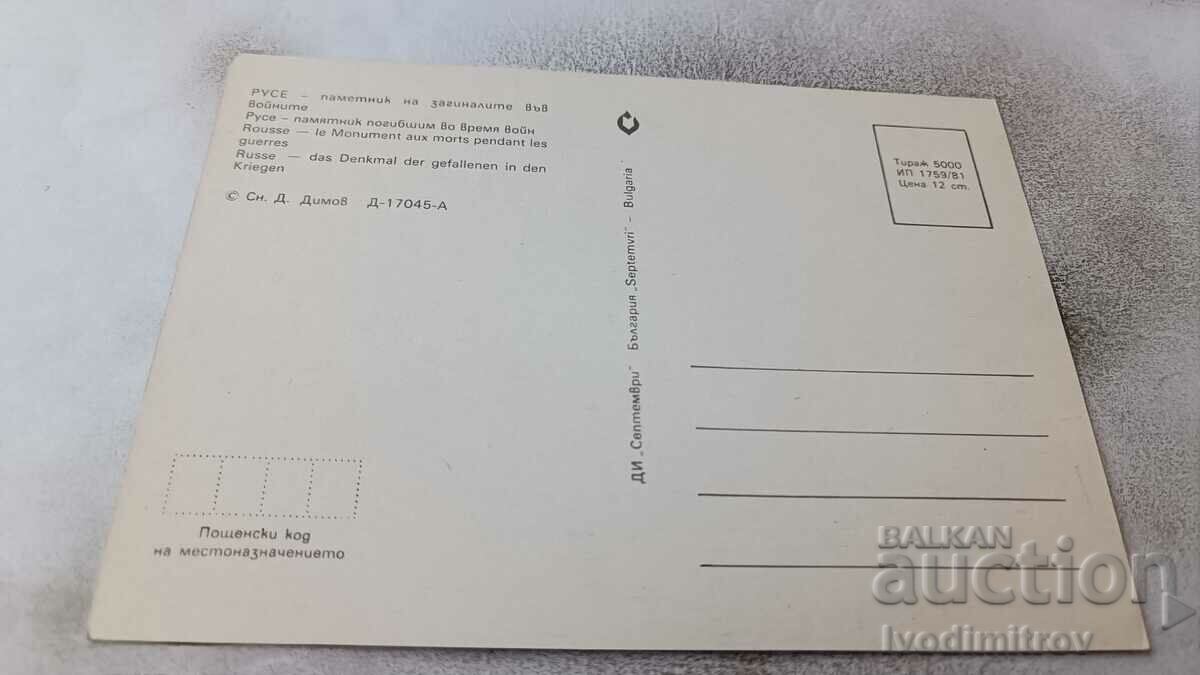 РУСЕ – паметник на загиналите във
войните
Русе – памятник погибшим во время войн
Rousse — le Monument aux morts pendant les
guerres
Russe — das Denkmal der gefallenen in den
Kriegen
© Сн. Д. Димов Д-17045-А
ДИ „Септември" България „Septemvri" – Bulgaria
Тираж 5000
ИП 1759/81
Цена 12 ст.
Пощенски код
на местоназначението
BALKAN
auction
Ivodimitrov